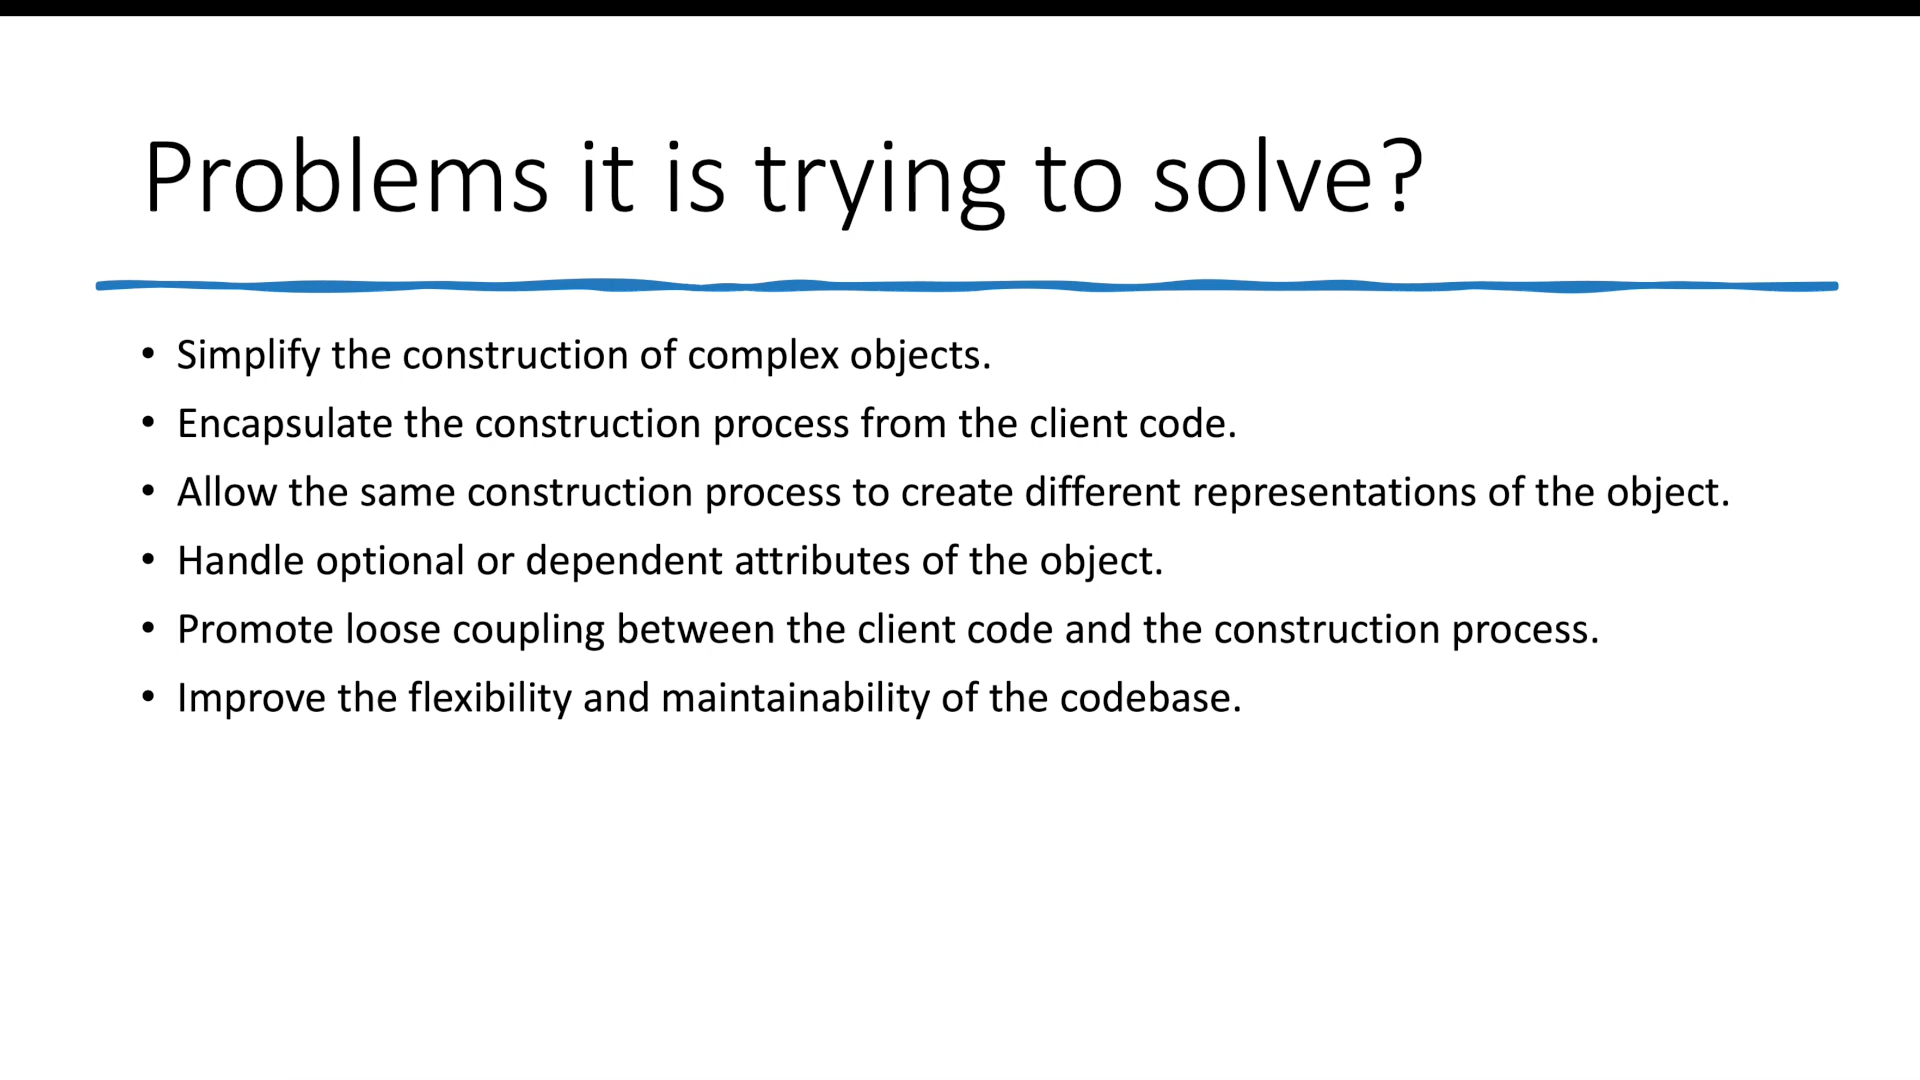 Problems it is trying to solve?
• Simplify the construction of complex objects.
• Encapsulate the construction process from the client code.
• Allow the same construction process to create different representations of the object.
• Handle optional or dependent attributes of the object.
• Promote loose coupling between the client code and the construction process.
• Improve the flexibility and maintainability of the codebase.